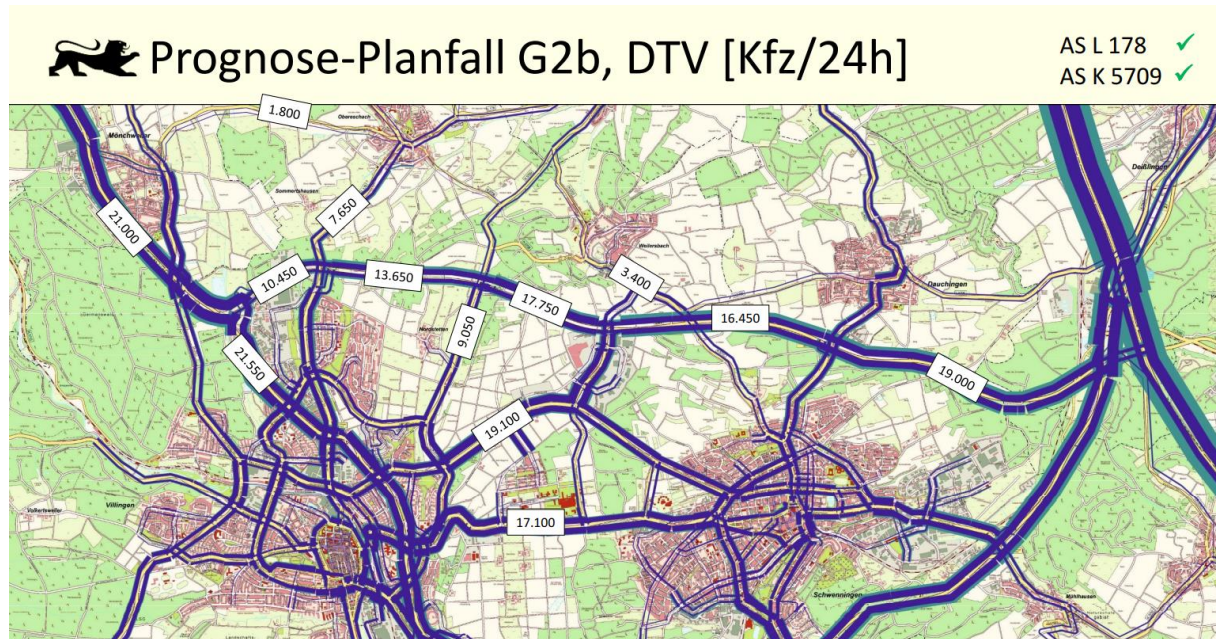 Prognose-Planfall G2b, DTV [Kfz/24h]
AS L 178 ✓
AS K 5709 ✓
1.800
Obereschach
Mönchweiler
Deißlingen
Sommertshausen
7.650
21.000
Weilersbach
10.450
13.650
3.400
Dauchingen
17.750
16.450
9.050
Nordstetten
21.550
19.000
19.100
Villingen
Volkertsweiler
17.100
Schwenningen
Mühlhausen